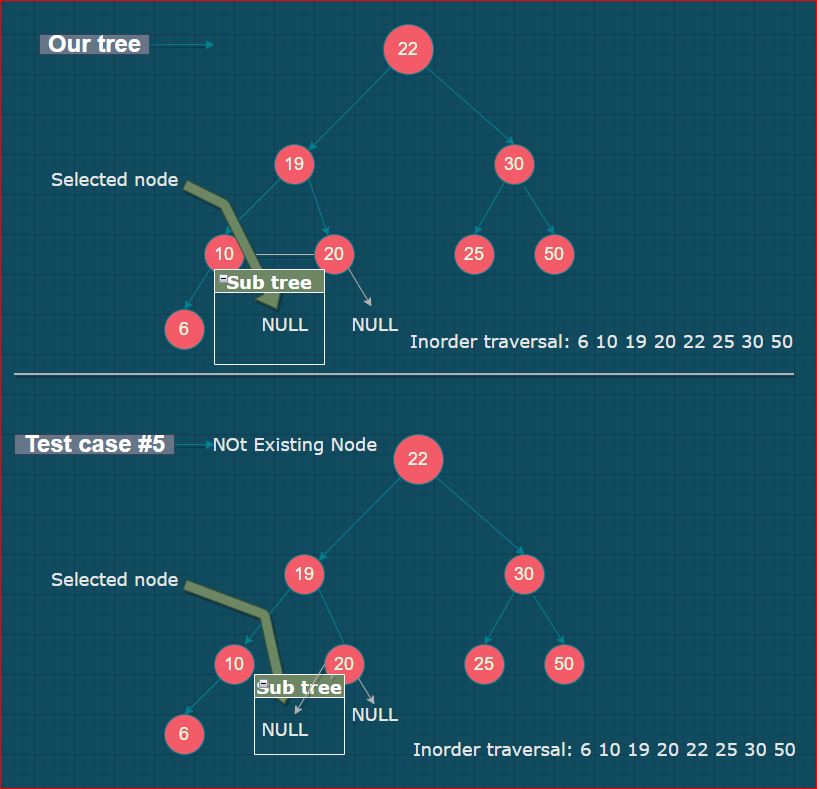 Our tree
22
19
30
Selected node
10
20
25
50
Sub tree
6
NULL
NULL
Inorder traversal: 6 10 19 20 22 25 30 50
Test case #5
NOt Existing Node
22
19
30
Selected node
10
20
25
50
Sub tree
NULL
6
NULL
Inorder traversal: 6 10 19 20 22 25 30 50